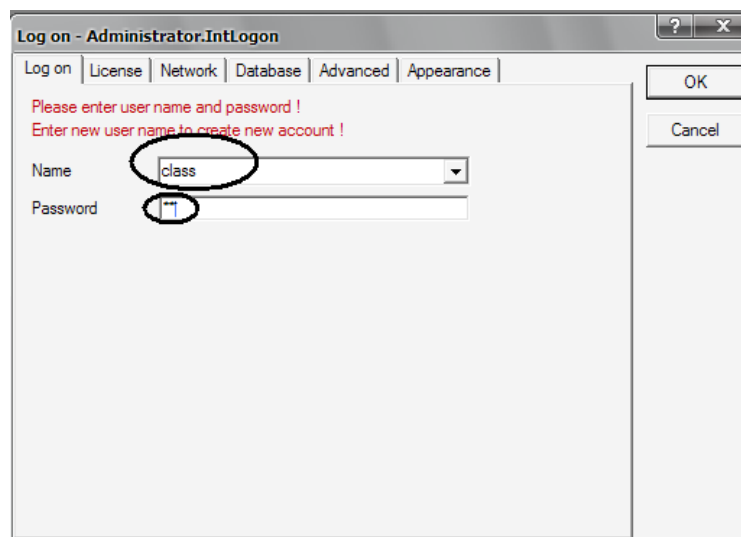 Log on - Administrator.IntLogon
? X
Log on License Network Database Advanced Appearance
OK
Please enter user name and password !
Enter new user name to create new account !
Cancel
Name class
Password ***